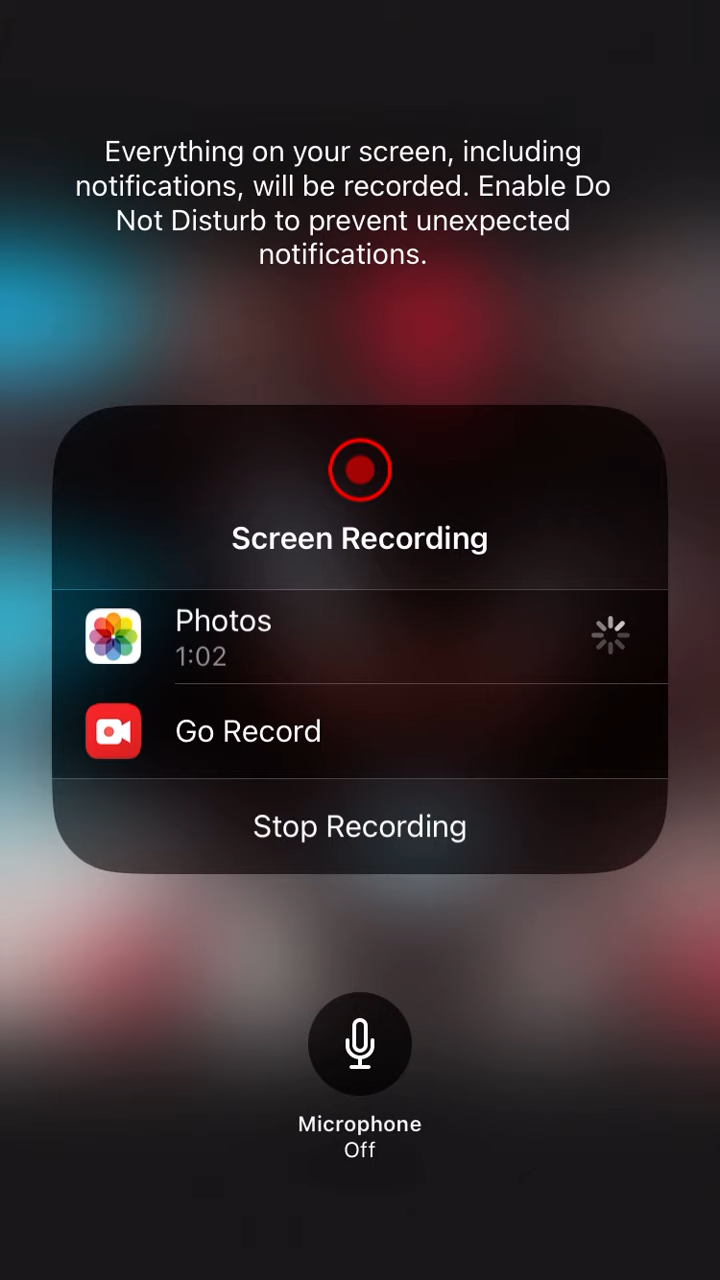 Everything on your screen, including
notifications, will be recorded. Enable Do
Not Disturb to prevent unexpected
notifications.
Screen Recording
Photos
1:02
Go Record
Stop Recording
Microphone
Off